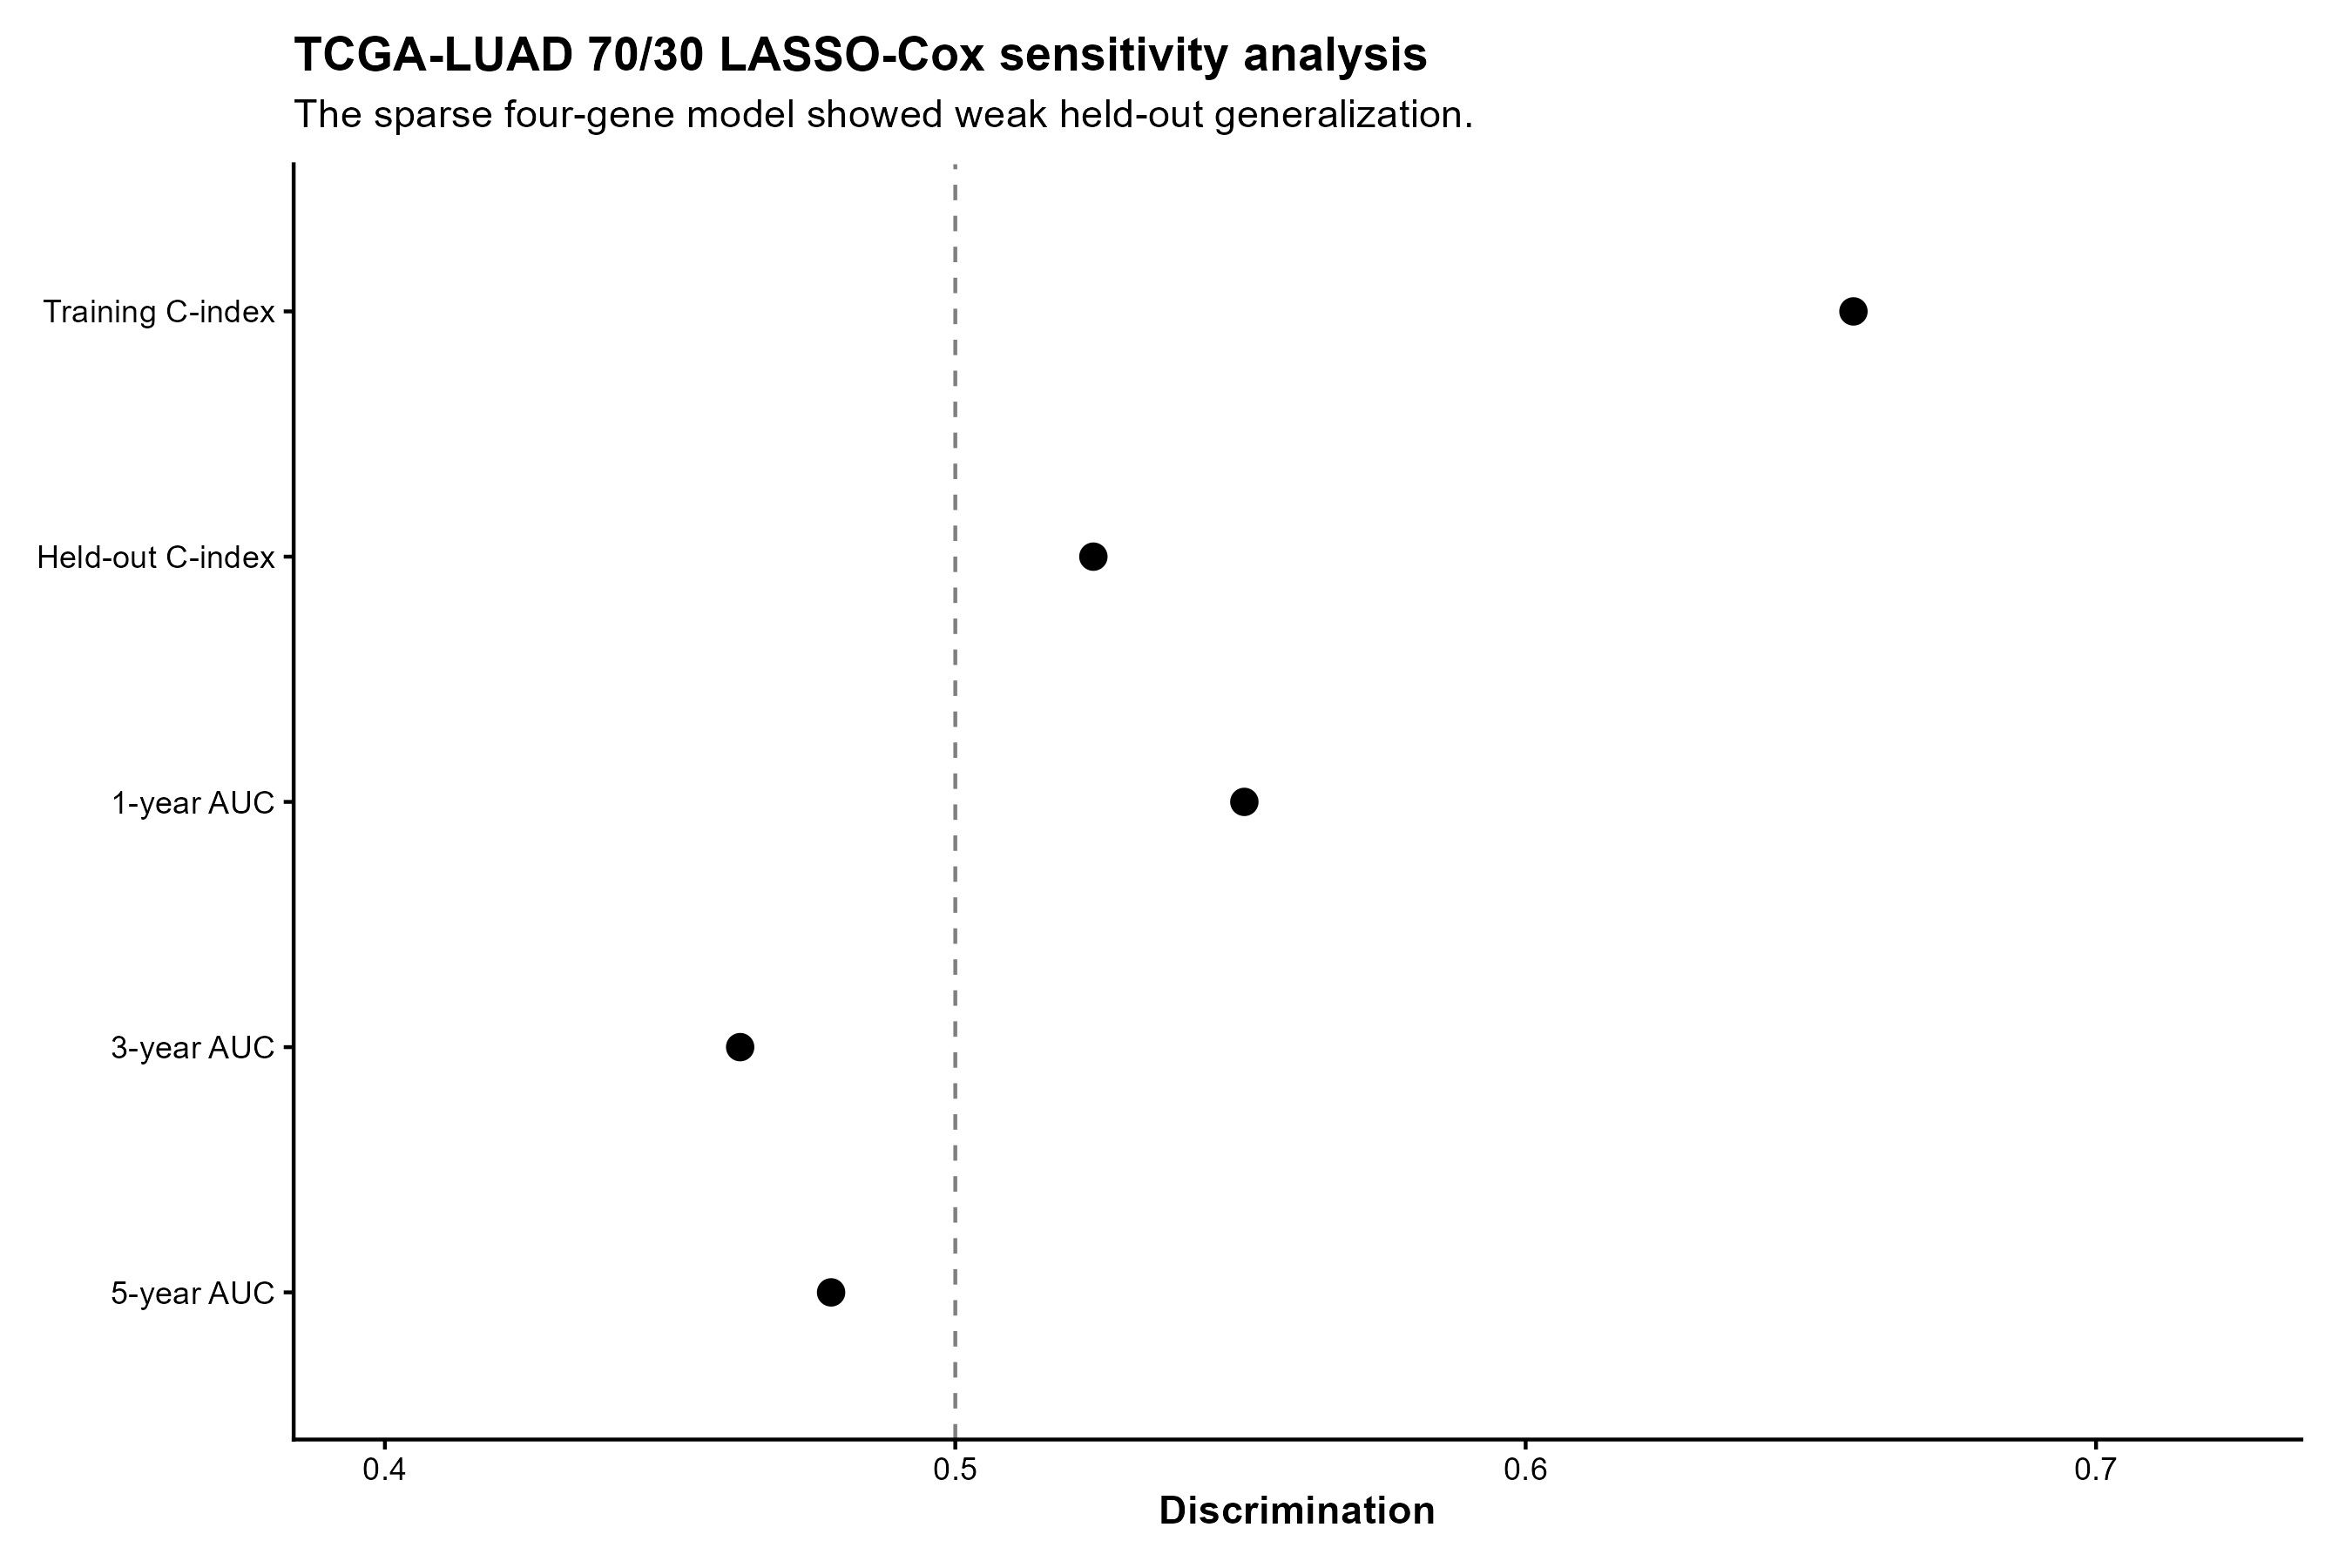 TCGA-LUAD 70/30 LASSO-Cox sensitivity analysis
The sparse four-gene model showed weak held-out generalization.
Training C-index
Held-out C-index
1-year AUC
3-year AUC
5-year AUC
0.4 0.5 0.6 0.7
Discrimination